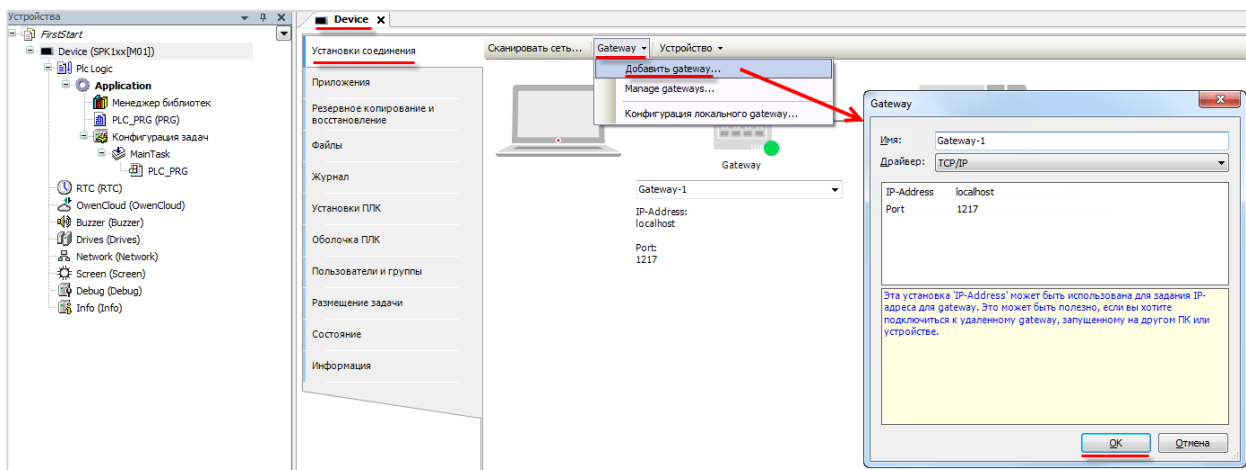 Устройства
FirstStart
Device (SPK1xx[M01])
Plc Logic
Application
Менеджер библиотек
PLC_PRG (PRG)
Конфигурация задач
MainTask
PLC_PRG
RTC (RTC)
OwenCloud (OwenCloud)
Buzzer (Buzzer)
Drives (Drives)
Network (Network)
Screen (Screen)
Debug (Debug)
Info (Info)
Device
Установки соединения
Приложения
Резервное копирование и
восстановление
Файлы
Журнал
Установки ПЛК
Оболочка ПЛК
Пользователи и группы
Размещение задачи
Состояние
Информация
Сканировать сеть... Gateway Устройство
Добавить gateway...
Manage gateways...
Конфигурация локального gateway...
Gateway
Gateway-1
IP-Address:
localhost
Port:
1217
Gateway
Имя: Gateway-1
Драйвер: TCP/IP
IP-Address localhost
Port 1217
Эта установка 'IP-Address' может быть использована для задания IP-
адреса для gateway. Это может быть полезно, если вы хотите
подключиться к удаленному gateway, запущенному на другом ПК или
устройстве.
OK Отмена